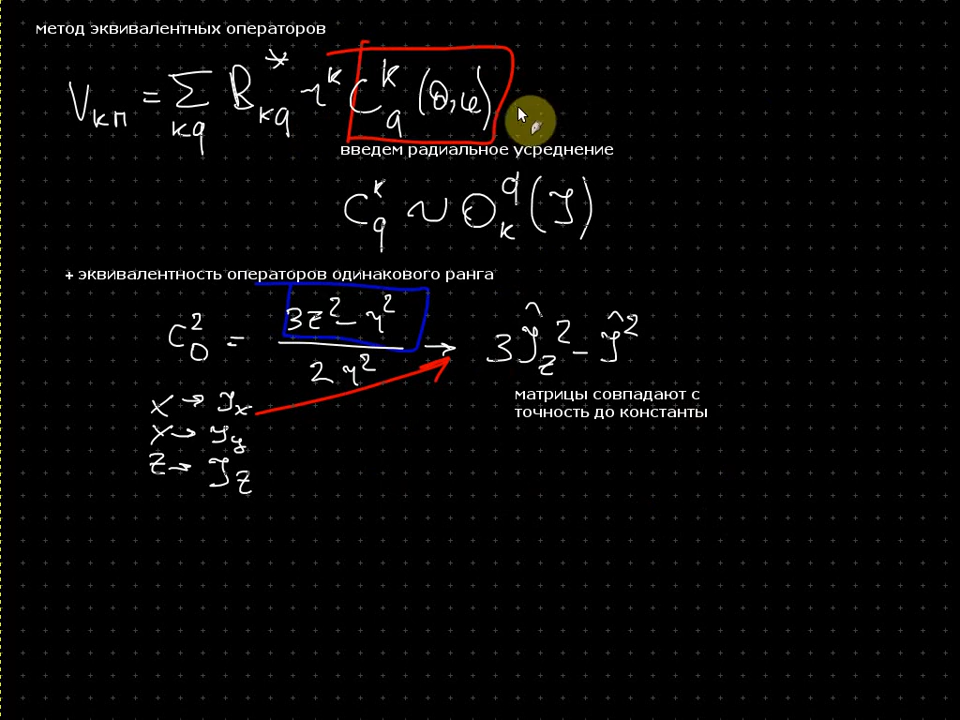 метод эквивалентных операторов
V_кп = Σ_kq B*_kq r^k C^k_q (θ,φ)
введем радиальное усреднение
C^k_q ~ O^q_k (J)
+ эквивалентность операторов одинакового ранга
C^2_0 = (3z^2 - r^2) / (2r^2) → 3Ĵ_z^2 - Ĵ^2
матрицы совпадают с
точность до константы
X → J_x
Y → J_y
Z → J_z